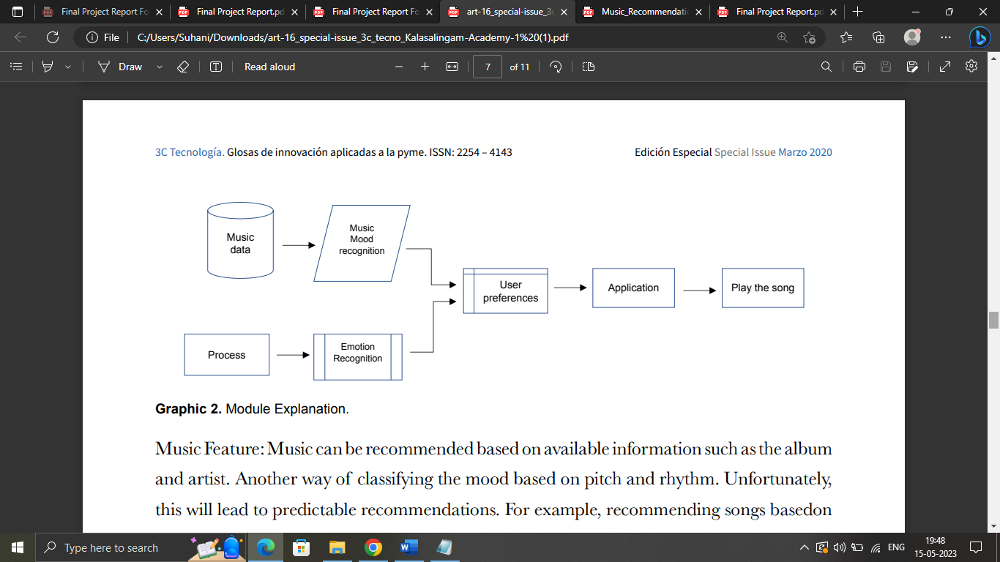 Final Project Report Fo
Final Project Report.pd
Final Project Report Fo
art-16_special-issue_3c
Music_Recommendati
Final Project Report.pd
File
C:/Users/Suhani/Downloads/art-16_special-issue_3c_tecno_Kalasalingam-Academy-1%20(1).pdf
Draw
Read aloud
7
of 11
3C Tecnología. Glosas de innovación aplicadas a la pyme. ISSN: 2254 – 4143
Edición Especial Special Issue Marzo 2020
Music
data
Music
Mood
recognition
User
preferences
Application
Play the song
Process
Emotion
Recognition
Graphic 2. Module Explanation.
Music Feature: Music can be recommended based on available information such as the album
and artist. Another way of classifying the mood based on pitch and rhythm. Unfortunately,
this will lead to predictable recommendations. For example, recommending songs basedon
Type here to search
ENG
19:48
15-05-2023